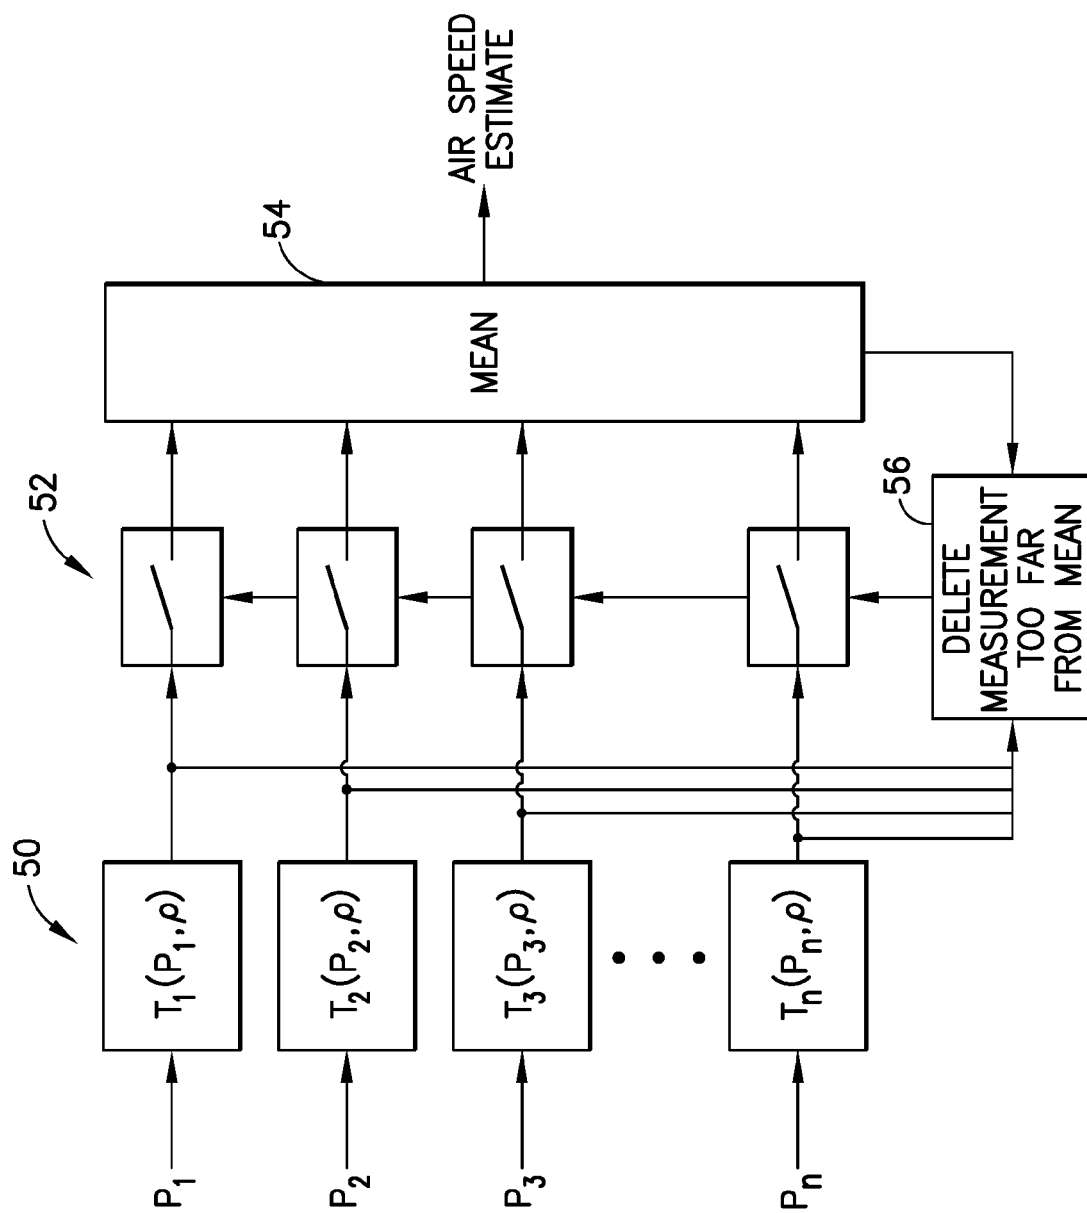 50
52
54
P1
T1(P1,ρ)
P2
T2(P2,ρ)
P3
T3(P3,ρ)
Pn
Tn(Pn,ρ)
MEAN
AIR SPEED
ESTIMATE
56
DELETE
MEASUREMENT
TOO FAR
FROM MEAN